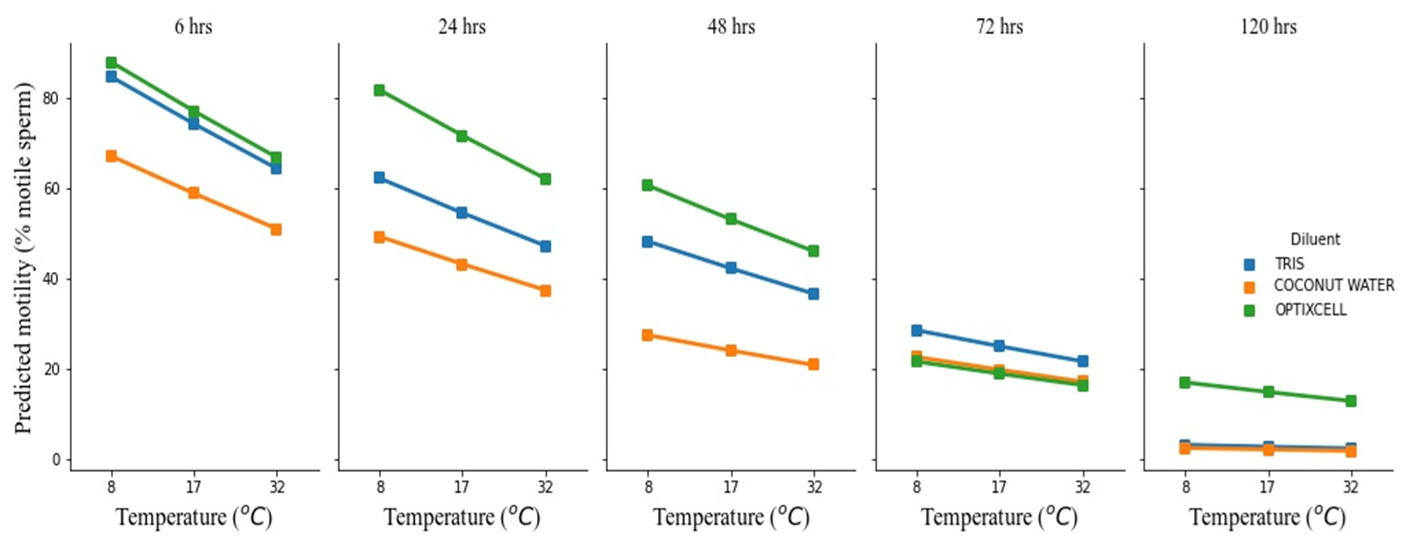 6 hrs
24 hrs
48 hrs
72 hrs
120 hrs
Predicted motility (% motile sperm)
80
60
40
20
0
Diluent
TRIS
COCONUT WATER
OPTIXCELL
8 17 32
8 17 32
8 17 32
8 17 32
8 17 32
Temperature (°C)
Temperature (°C)
Temperature (°C)
Temperature (°C)
Temperature (°C)